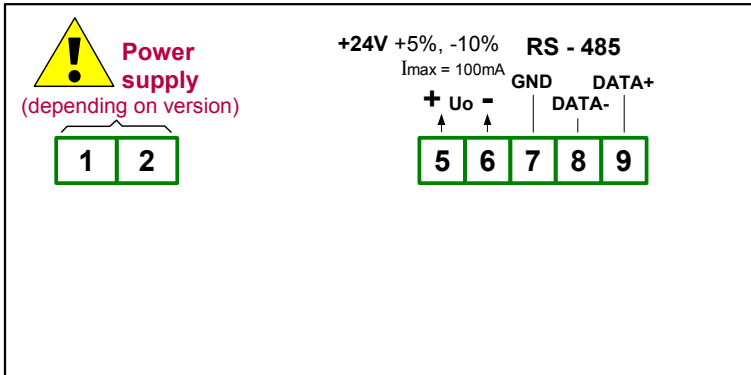 !
Power
supply
(depending on version)
1 2
+24V +5%, -10%
Imax = 100mA
+ Uo -
RS - 485
GND
DATA-
DATA+
5 6 7 8 9